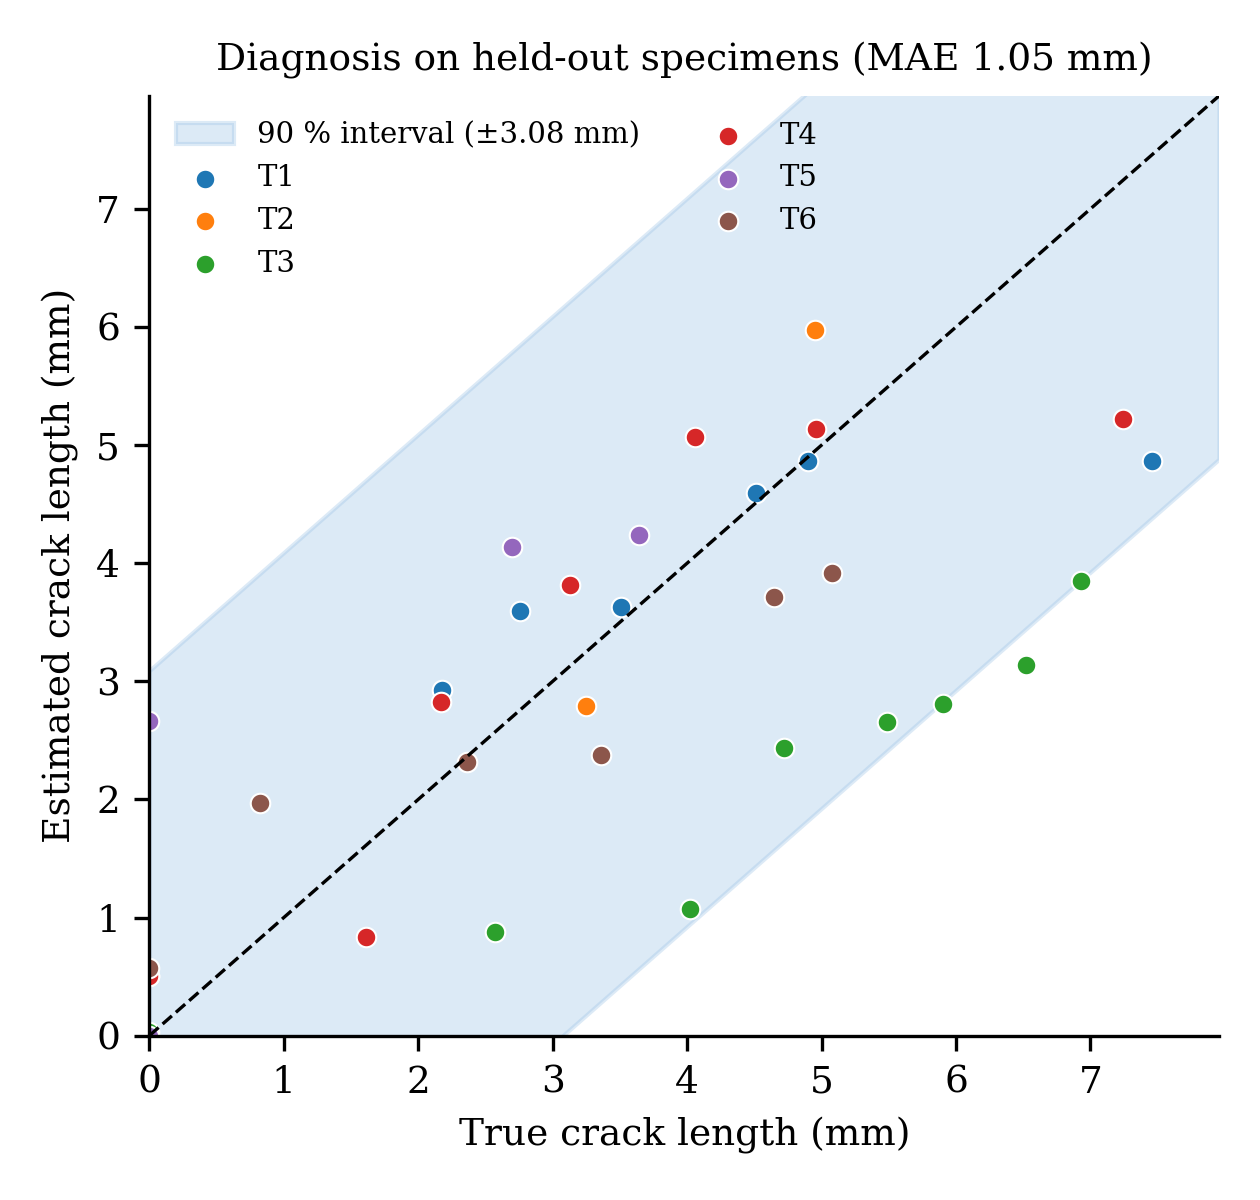 Diagnosis on held-out specimens (MAE 1.05 mm)
90 % interval (±3.08 mm)
T1
T2
T3
T4
T5
T6
Estimated crack length (mm)
7
6
5
4
3
2
1
0
0 1 2 3 4 5 6 7
True crack length (mm)